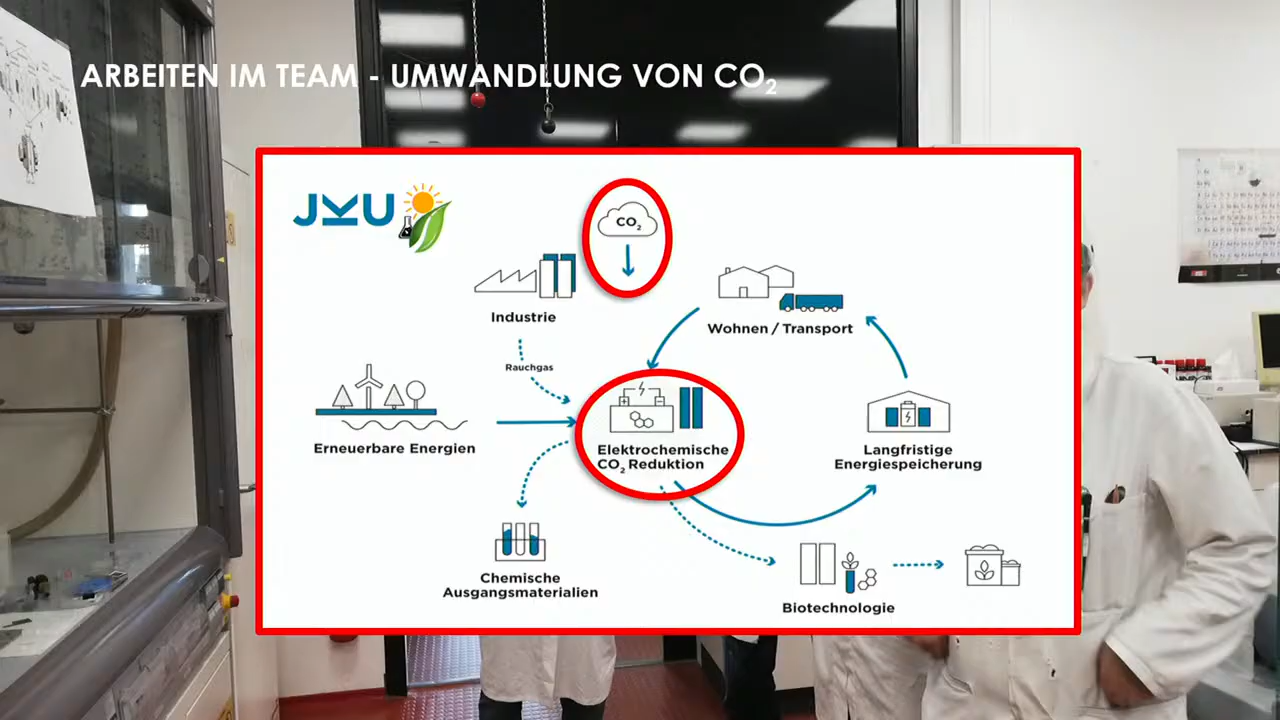 ARBEITEN IM TEAM - UMWANDLUNG VON CO₂
JKU
CO₂
Industrie
Wohnen / Transport
Rauchgas
Erneuerbare Energien
Elektrochemische
CO₂ Reduktion
Langfristige
Energiespeicherung
Chemische
Ausgangsmaterialien
Biotechnologie